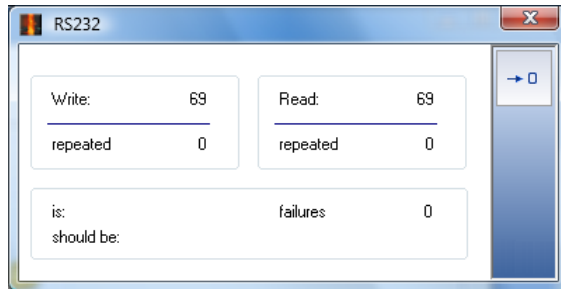 RS232
Write: 69
Read: 69
repeated 0
repeated 0
is:
failures 0
should be:
→ 0